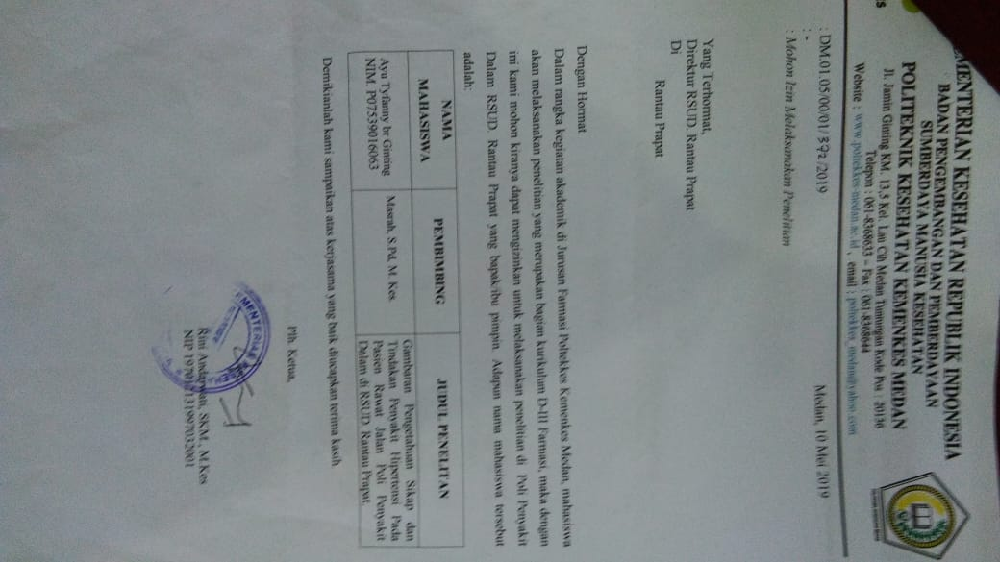 EMENTERIAN KESEHATAN REPUBLIK INDONESIA
BADAN PENGEMBANGAN DAN PEMBERDAYAAN
SUMBERDAYA MANUSIA KESEHATAN
POLITEKNIK KESEHATAN KEMENKES MEDAN
Jl. Jamin Ginting KM. 13,5 Kel. Lau Cih Medan Tuntungan Kode Pos : 20136
Telepon : 061-8368633 – Fax : 061-8368644
Website : www.poltekkes-medan.ac.id , email : poltekkes_medan@yahoo.com
: DM.01.05/00/01/392/2019 Medan, 10 Mei 2019
: -
: Mohon Izin Melaksanakan Penelitian
Yang Terhormat,
Direktur RSUD. Rantau Prapat
Di
Rantau Prapat
Dengan Hormat
Dalam rangka kegiatan akademik di Jurusan Farmasi Poltekkes Kemenkes Medan, mahasiswa
akan melaksanakan penelitian yang merupakan bagian kurikulum D-III Farmasi, maka dengan
ini kami mohon kiranya dapat mengizinkan untuk melaksanakan penelitian di Poli Penyakit
Dalam RSUD. Rantau Prapat yang bapak/ibu pimpin. Adapun nama mahasiswa tersebut
adalah:
NAMA
MAHASISWA
PEMBIMBING
JUDUL PENELITAN
Ayu Tyfanny br Ginting
NIM. P07539016063
Masrah, S.Pd, M. Kes.
Gambaran Pengetahuan Sikap dan
Tindakan Penyakit Hipertensi Pada
Pasien Rawat Jalan Poli Penyakit
Dalam di RSUD. Rantau Prapat.
Demikianlah kami sampaikan atas kerjasama yang baik diucapkan terima kasih.
Plh. Ketua,
EMENTERIAN
Rini Andarwan, SKM., M.Kes
NIP